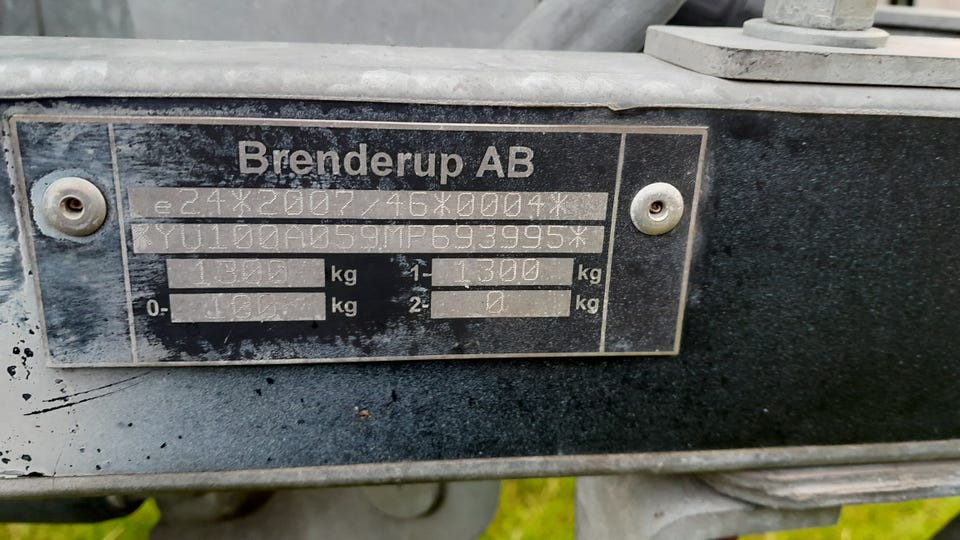 Brenderup AB
e24*2007/46*0004*
*YU100A059MP693995*
1300 kg 1- 1300 kg
0- 100 kg 2- 0 kg